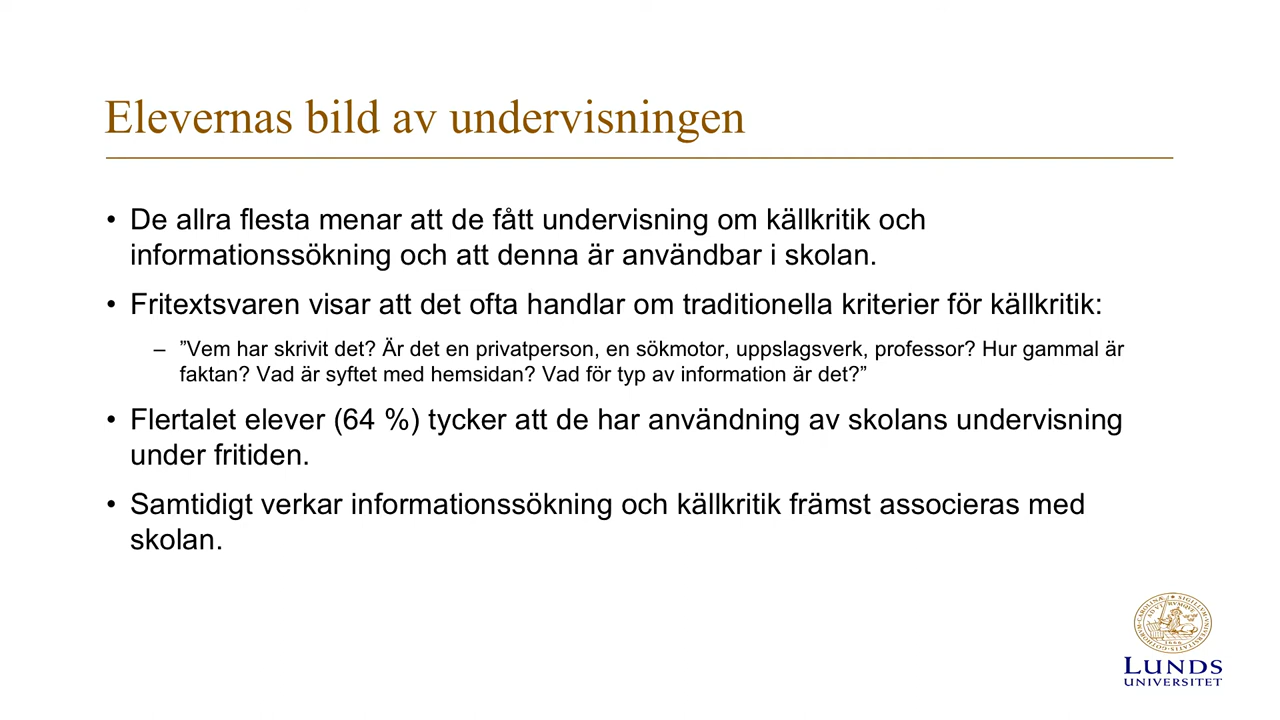 Elevernas bild av undervisningen
• De allra flesta menar att de fått undervisning om källkritik och
informationssökning och att denna är användbar i skolan.
• Fritextsvaren visar att det ofta handlar om traditionella kriterier för källkritik:
– ”Vem har skrivit det? Är det en privatperson, en sökmotor, uppslagsverk, professor? Hur gammal är
faktan? Vad är syftet med hemsidan? Vad för typ av information är det?”
• Flertalet elever (64 %) tycker att de har användning av skolans undervisning
under fritiden.
• Samtidigt verkar informationssökning och källkritik främst associeras med
skolan.
LUNDS
UNIVERSITET